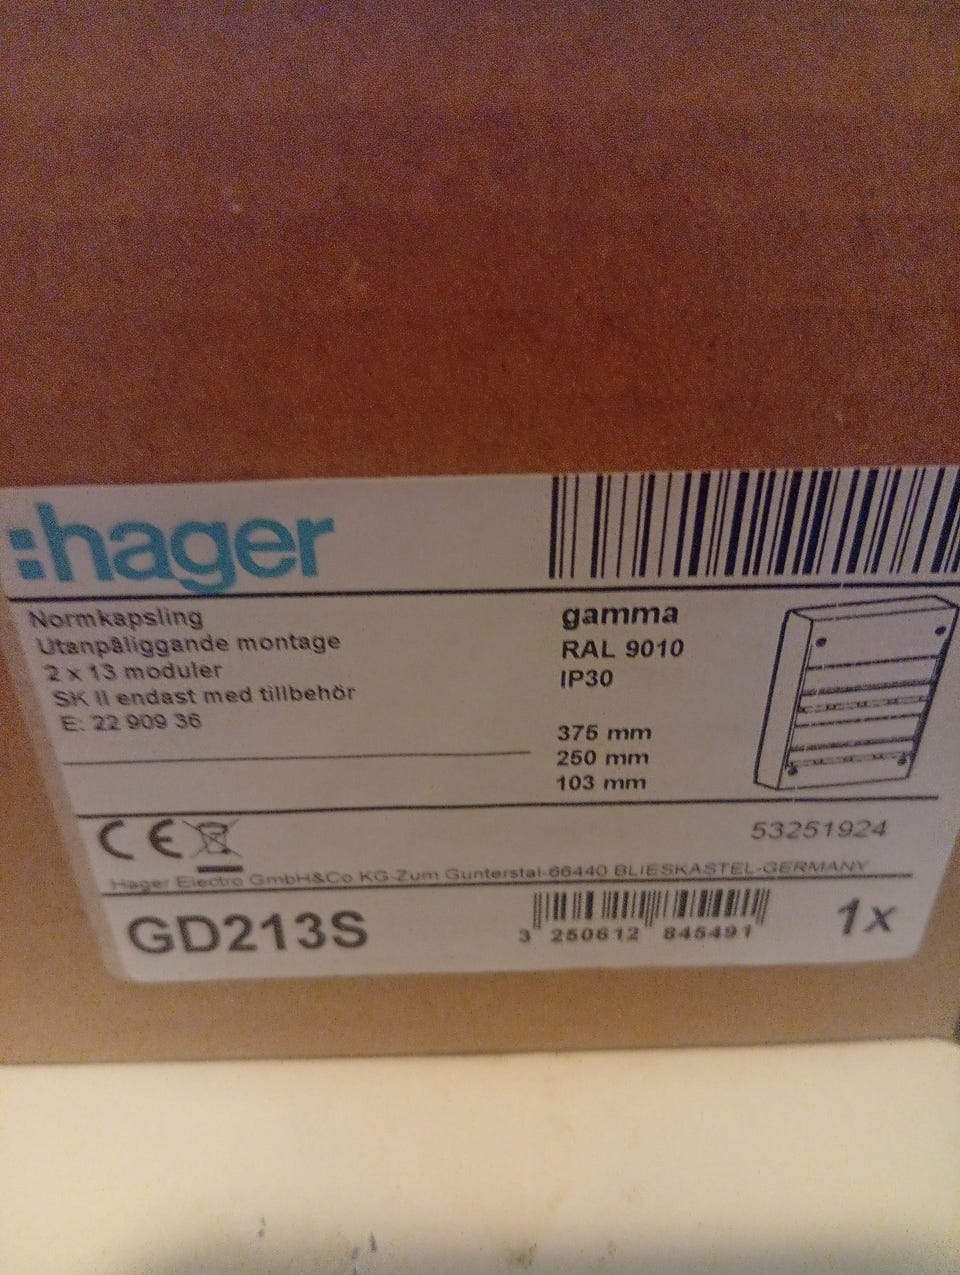 :hager
Normkapsling
Utanpåliggande montage
2 x 13 moduler
SK II endast med tillbehör
E: 22 909 36
gamma
RAL 9010
IP30
375 mm
250 mm
103 mm
CE
53251924
Hager Electro GmbH&Co.KG-Zum Gunterstal-66440 BLIESKASTEL-GERMANY
GD213S
3 250612 845491
1x